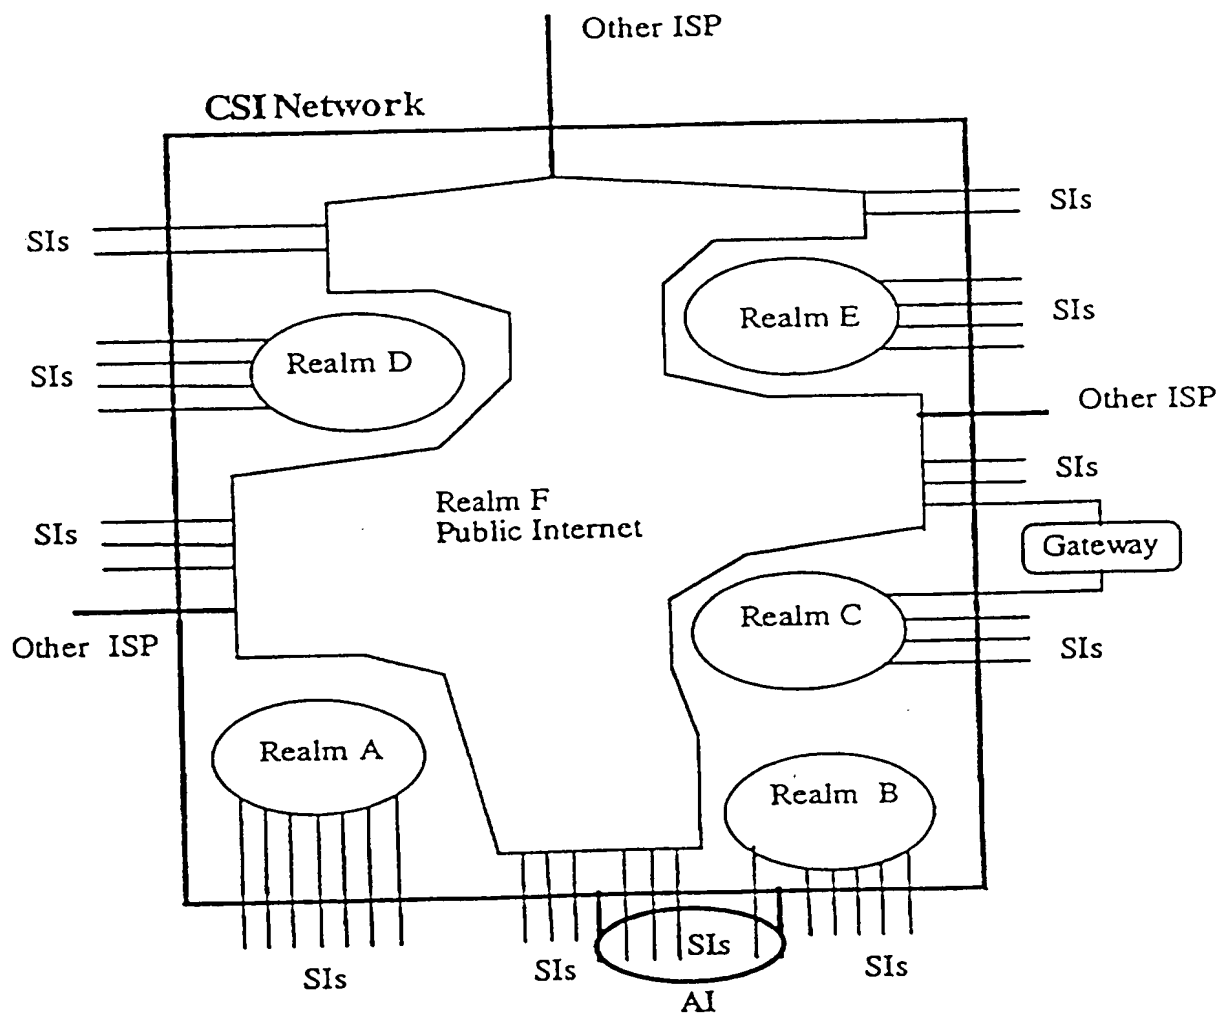 Other ISP
CSI Network
SIs
SIs
SIs
Realm D
Realm E
SIs
SIs
Other ISP
SIs
Realm F
Public Internet
SIs
Gateway
Realm C
Other ISP
SIs
Realm A
Realm B
SIs
SIs
SIs
SIs
AI